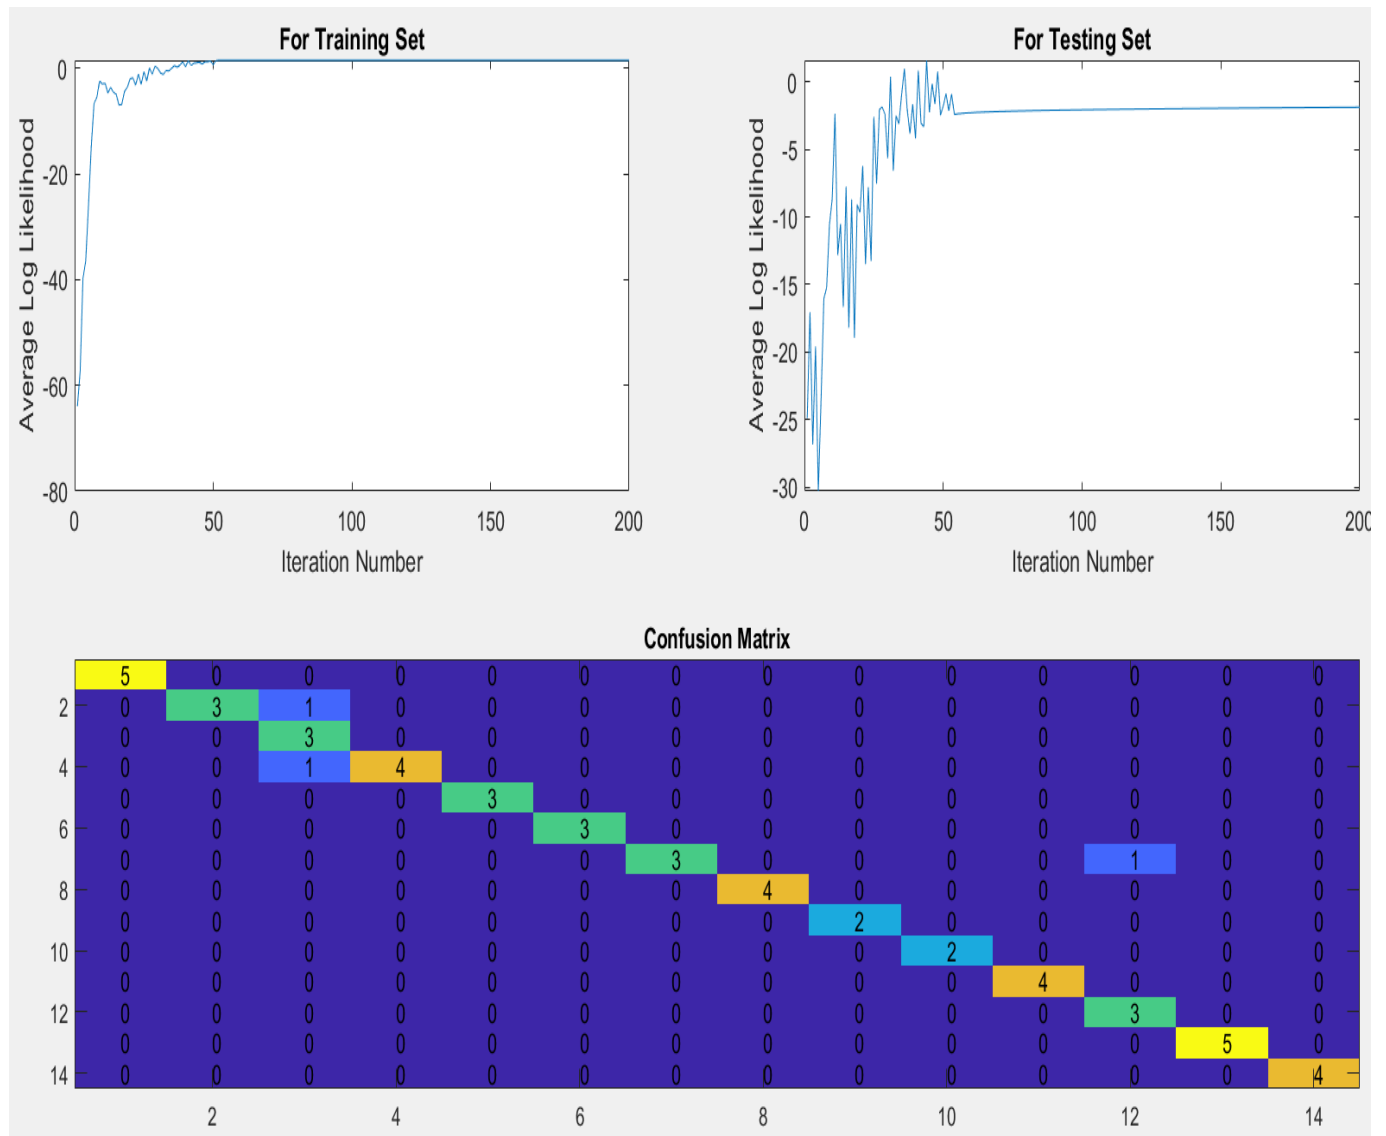 For Training Set
0
-20
-40
-60
-80
0 50 100 150 200
Average Log Likelihood
Iteration Number
For Testing Set
0
-5
-10
-15
-20
-25
-30
0 50 100 150 200
Average Log Likelihood
Iteration Number
Confusion Matrix
5 0 0 0 0 0 0 0 0 0 0 0 0 0
2 0 3 1 0 0 0 0 0 0 0 0 0 0 0
0 0 3 0 0 0 0 0 0 0 0 0 0 0
4 0 0 1 4 0 0 0 0 0 0 0 0 0 0
0 0 0 0 3 0 0 0 0 0 0 0 0 0
6 0 0 0 0 0 3 0 0 0 0 0 0 0 0
0 0 0 0 0 0 3 0 0 0 0 1 0 0
8 0 0 0 0 0 0 0 4 0 0 0 0 0 0
0 0 0 0 0 0 0 0 2 0 0 0 0 0
10 0 0 0 0 0 0 0 0 0 2 0 0 0 0
0 0 0 0 0 0 0 0 0 0 4 0 0 0
12 0 0 0 0 0 0 0 0 0 0 0 3 0 0
0 0 0 0 0 0 0 0 0 0 0 0 5 0
14 0 0 0 0 0 0 0 0 0 0 0 0 0 4
2 4 6 8 10 12 14